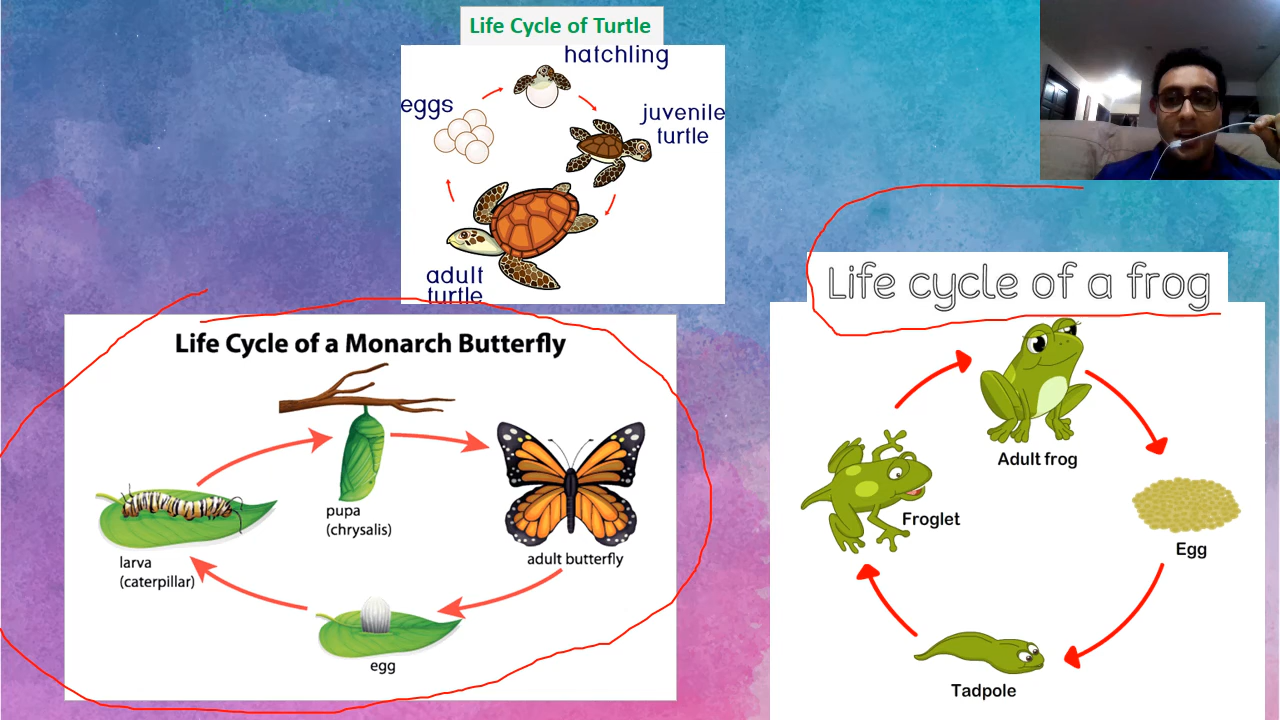 Life Cycle of Turtle
hatchling
eggs
juvenile
turtle
adult
turtle
Life Cycle of a Monarch Butterfly
pupa
(chrysalis)
larva
(caterpillar)
adult butterfly
egg
Life cycle of a frog
Adult frog
Froglet
Egg
Tadpole